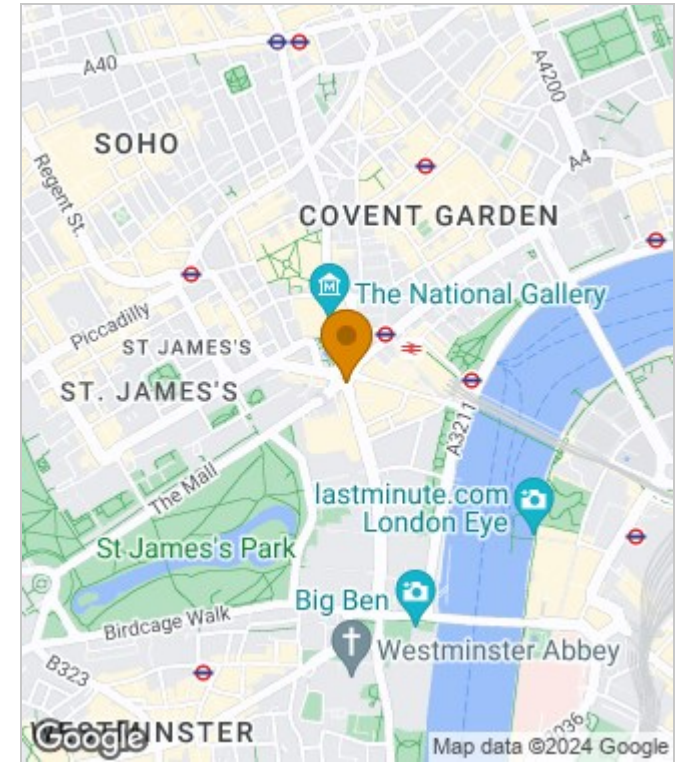 A40
A4200
SOHO
A4
Regent St.
COVENT GARDEN
The National Gallery
Piccadilly
ST JAMES'S
ST. JAMES'S
A3211
The Mall
lastminute.com
London Eye
St James's Park
Big Ben
Birdcage Walk
Westminster Abbey
B323
WESTMINSTER
Google
Map data ©2024 Google